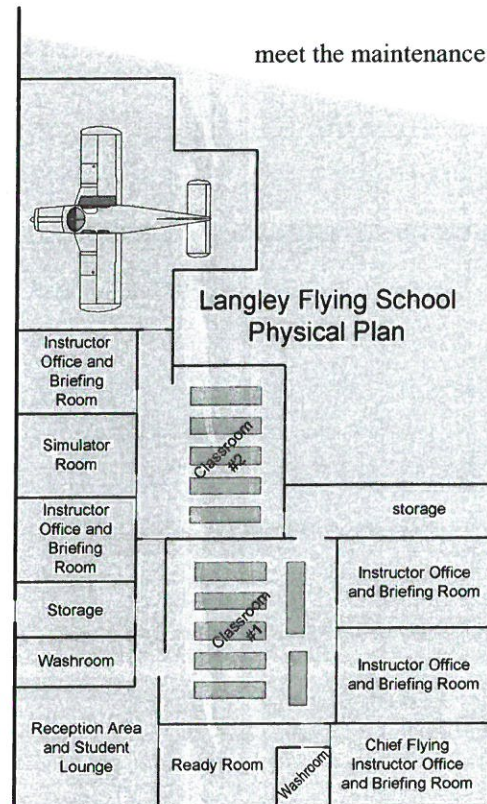 meet the maintenance
Langley Flying School
Physical Plan
Instructor
Office and
Briefing
Room
Simulator
Room
Classroom
#2
Instructor
Office and
Briefing
Room
storage
Storage
Classroom
#1
Instructor Office
and Briefing Room
Washroom
Instructor Office
and Briefing Room
Reception Area
and Student
Lounge
Ready Room
Washroom
Chief Flying
Instructor Office
and Briefing Room